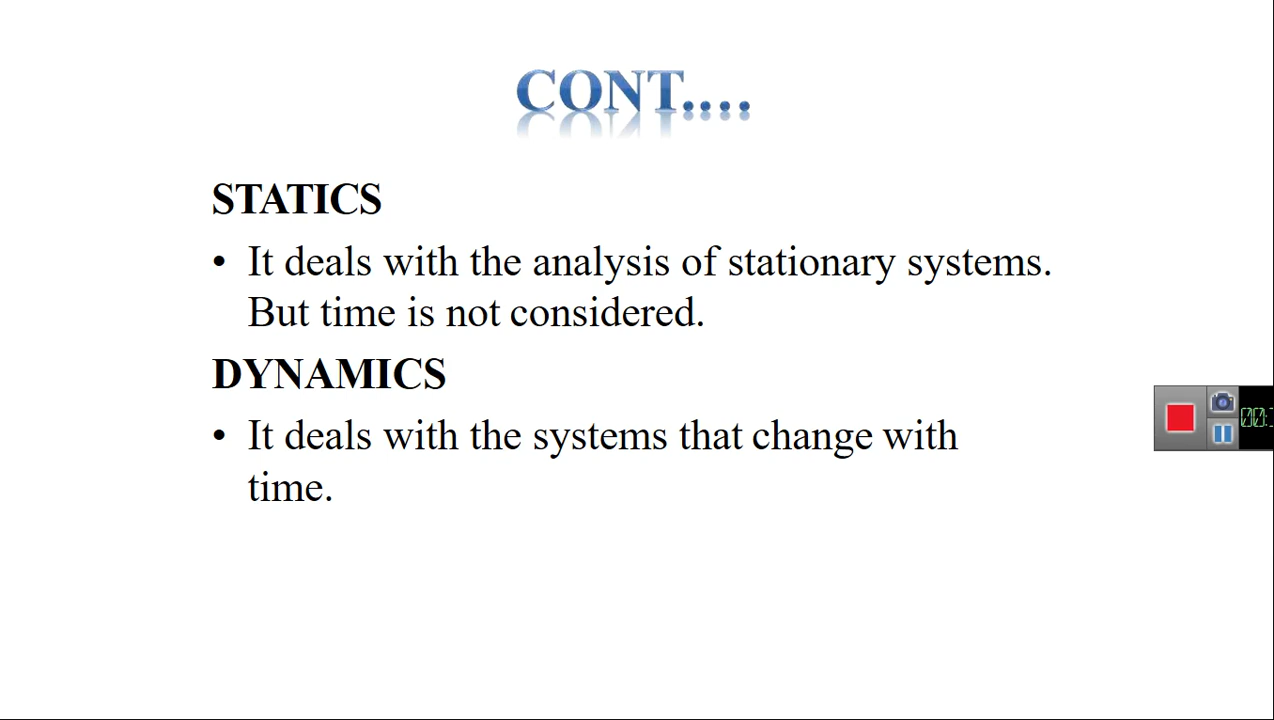 CONT....
STATICS
• It deals with the analysis of stationary systems.
But time is not considered.
DYNAMICS
• It deals with the systems that change with
time.